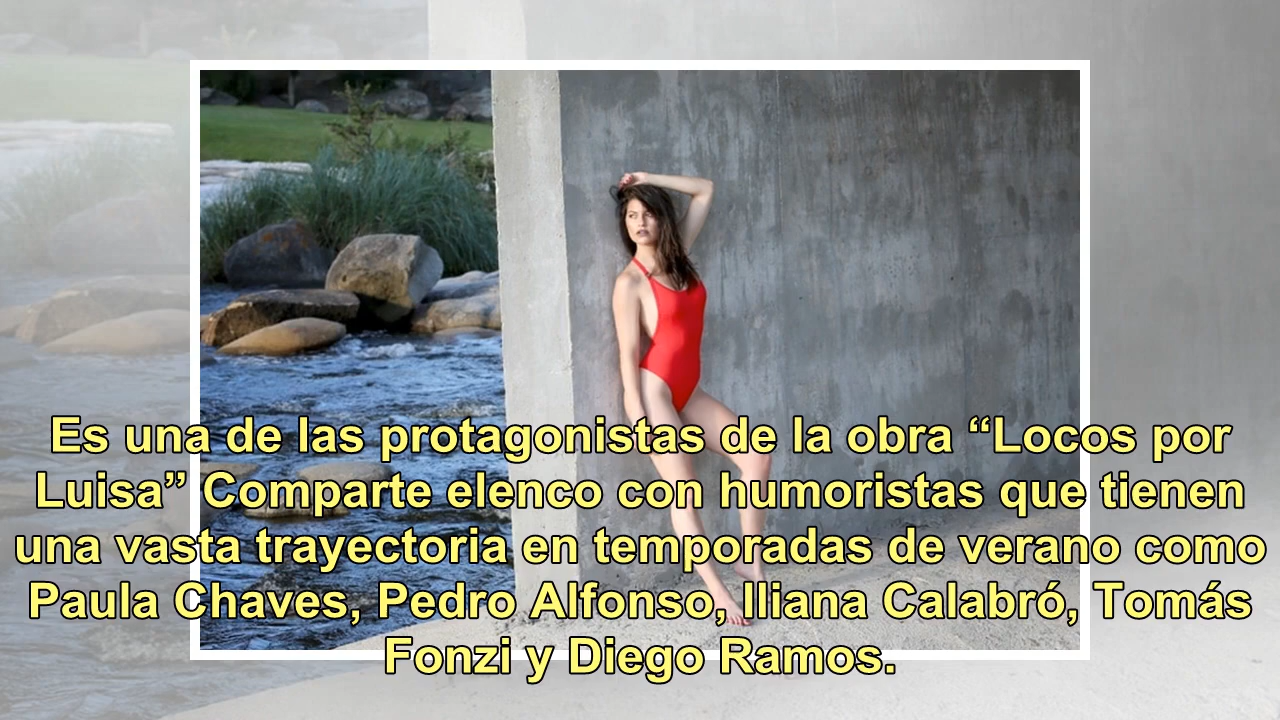 Es una de las protagonistas de la obra “Locos por
Luisa” Comparte elenco con humoristas que tienen
una vasta trayectoria en temporadas de verano como
Paula Chaves, Pedro Alfonso, Iliana Calabró, Tomás
Fonzi y Diego Ramos.